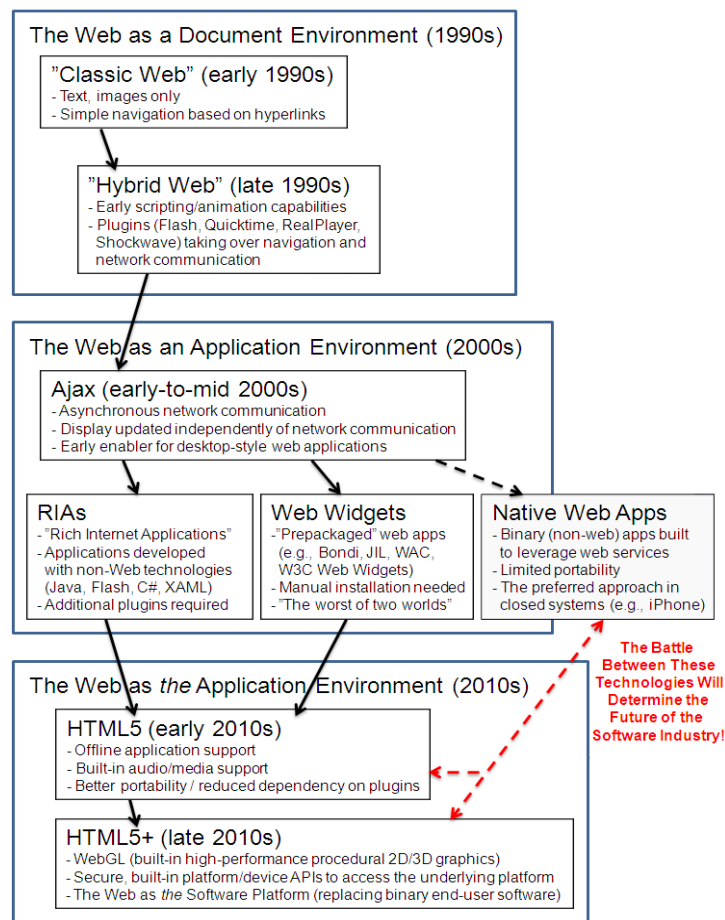 The Web as a Document Environment (1990s)
”Classic Web” (early 1990s)
- Text, images only
- Simple navigation based on hyperlinks
”Hybrid Web” (late 1990s)
- Early scripting/animation capabilities
- Plugins (Flash, Quicktime, RealPlayer,
Shockwave) taking over navigation and
network communication
The Web as an Application Environment (2000s)
Ajax (early-to-mid 2000s)
- Asynchronous network communication
- Display updated independently of network communication
- Early enabler for desktop-style web applications
RIAs
- ”Rich Internet Applications”
- Applications developed
with non-Web technologies
(Java, Flash, C#, XAML)
- Additional plugins required
Web Widgets
- ”Prepackaged” web apps
(e.g., Bondi, JIL, WAC,
W3C Web Widgets)
- Manual installation needed
- ”The worst of two worlds”
Native Web Apps
- Binary (non-web) apps built
to leverage web services
- Limited portability
- The preferred approach in
closed systems (e.g., iPhone)
The Battle
Between These
Technologies Will
Determine the
Future of the
Software Industry!
The Web as the Application Environment (2010s)
HTML5 (early 2010s)
- Offline application support
- Built-in audio/media support
- Better portability / reduced dependency on plugins
HTML5+ (late 2010s)
- WebGL (built-in high-performance procedural 2D/3D graphics)
- Secure, built-in platform/device APIs to access the underlying platform
- The Web as the Software Platform (replacing binary end-user software)